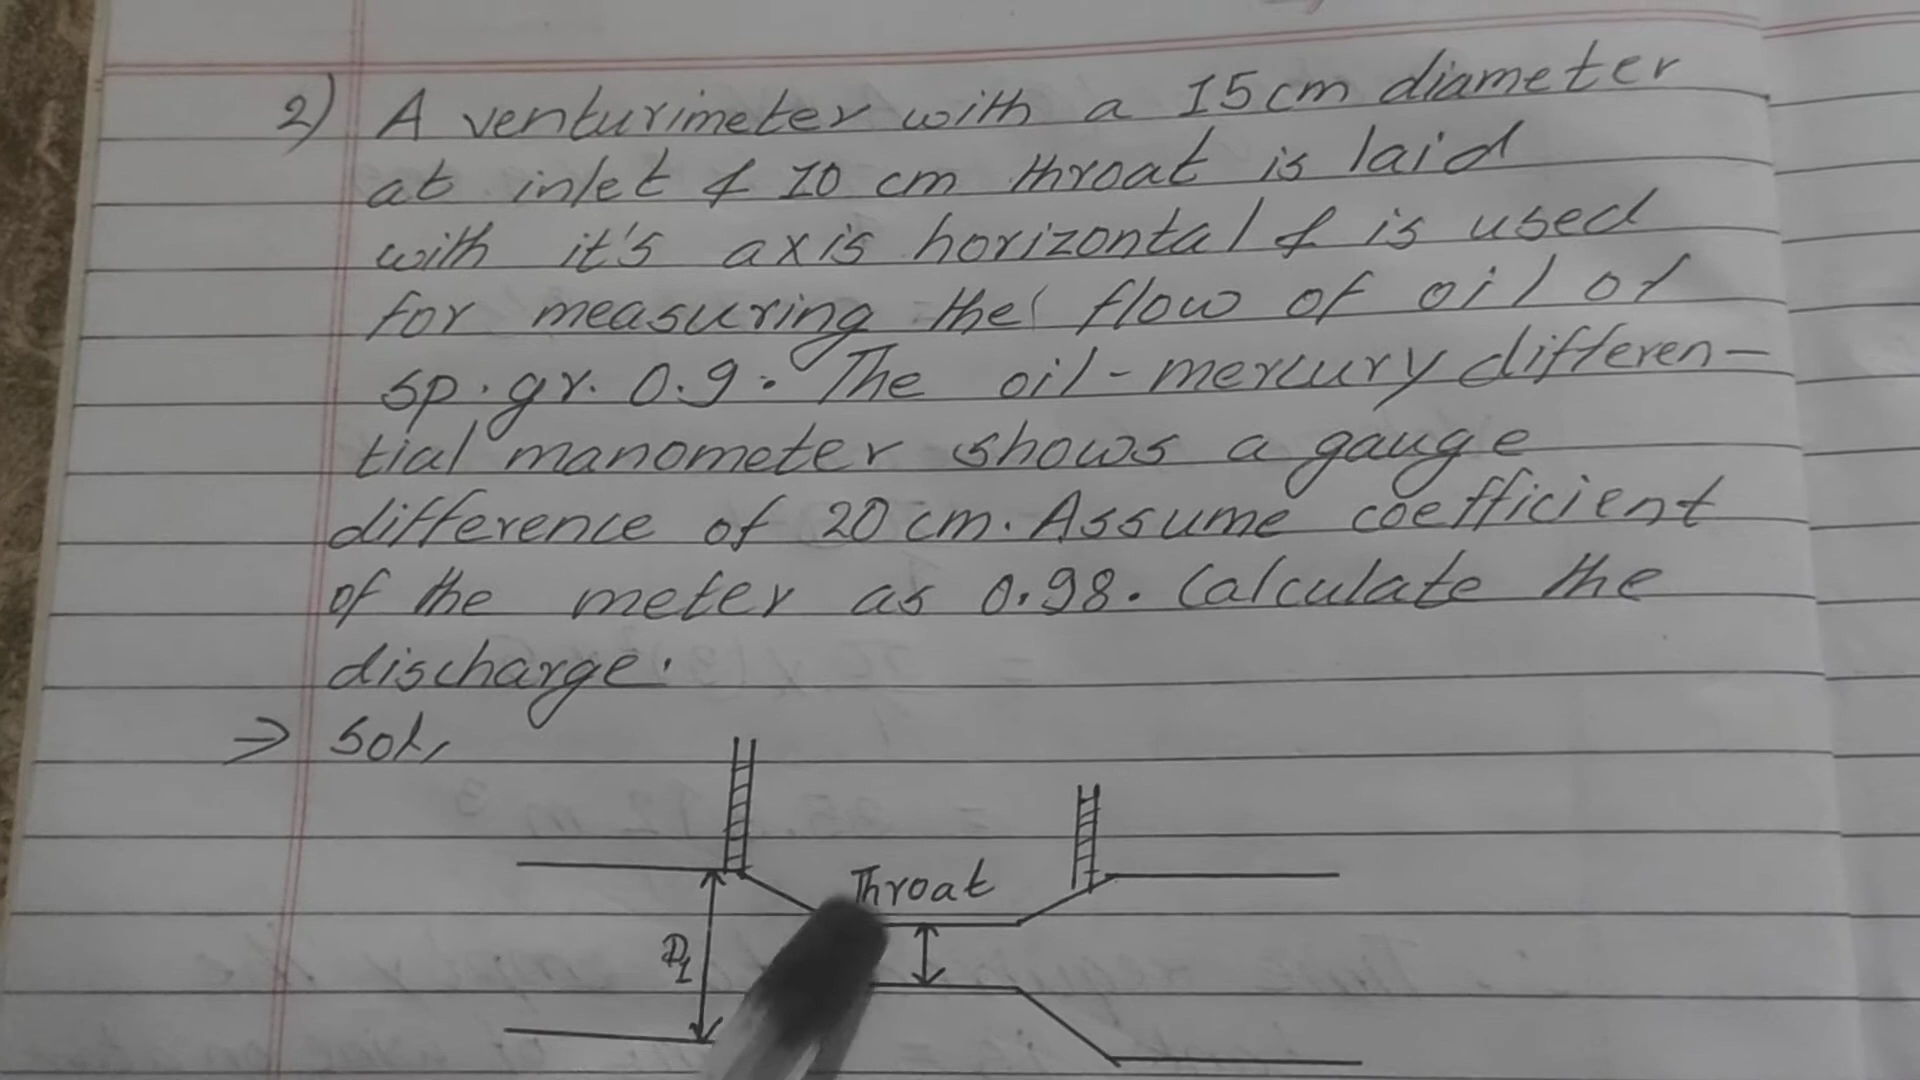 2) A venturimeter with a 15cm diameter
at inlet & 10 cm throat is laid
with it's axis horizontal & is used
for measuring the flow of oil of
sp.gr. 0.9. The oil-mercury differen-
tial manometer shows a gauge
difference of 20 cm. Assume coefficient
of the meter as 0.98. Calculate the
discharge.
⇒ Sol,
Throat
D1